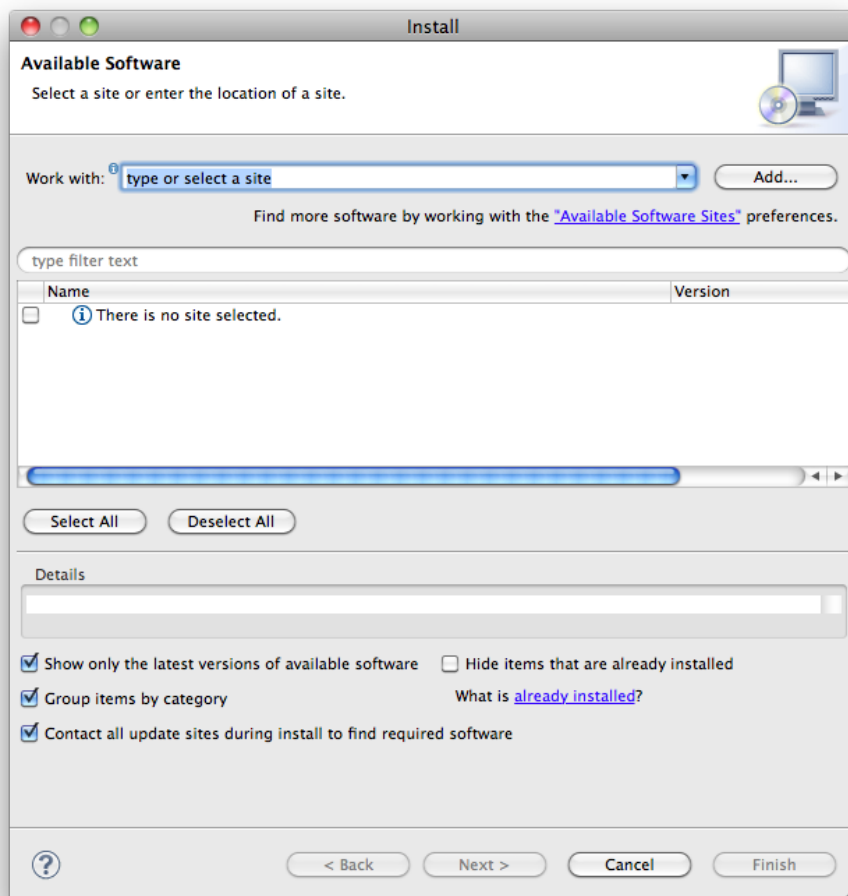 Install
Available Software
Select a site or enter the location of a site.
Work with: type or select a site Add...
Find more software by working with the "Available Software Sites" preferences.
type filter text
Name Version
There is no site selected.
Select All Deselect All
Details
Show only the latest versions of available software Hide items that are already installed
Group items by category What is already installed?
Contact all update sites during install to find required software
? < Back Next > Cancel Finish